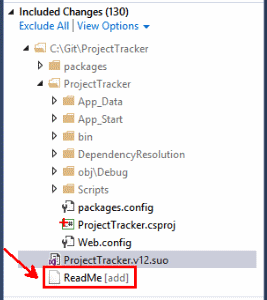 Included Changes (130)
Exclude All | View Options
C:\Git\ProjectTracker
packages
ProjectTracker
App_Data
App_Start
bin
DependencyResolution
obj\Debug
Scripts
packages.config
ProjectTracker.csproj
Web.config
ProjectTracker.v12.suo
ReadMe [add]